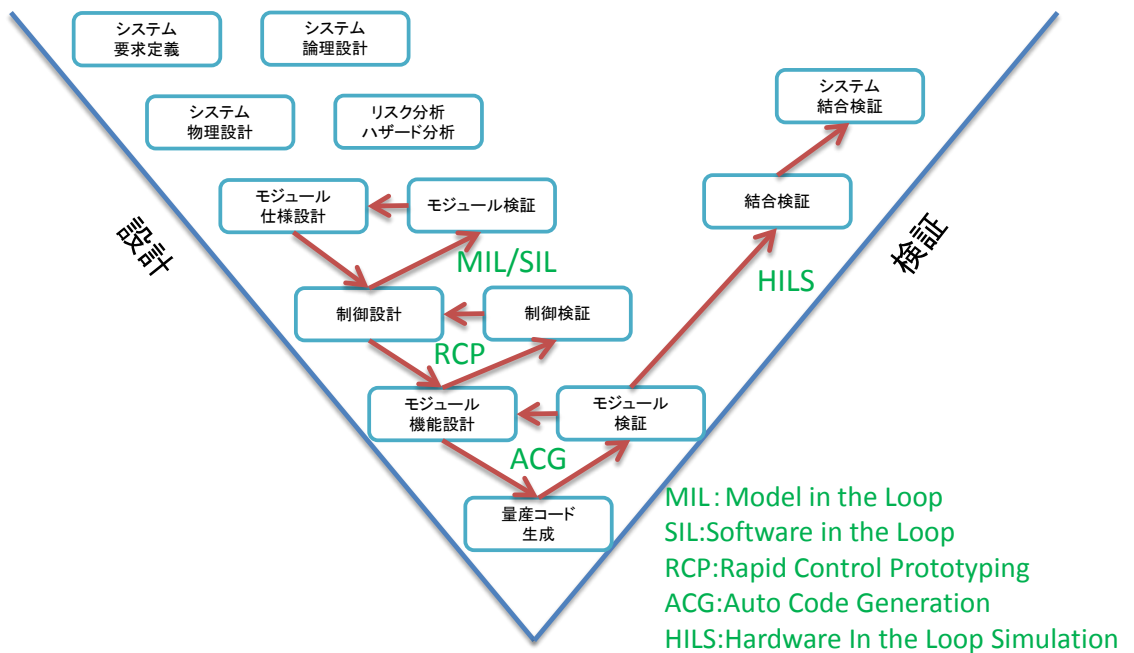 システム
要求定義
システム
論理設計
システム
物理設計
リスク分析
ハザード分析
システム
結合検証
モジュール
仕様設計
モジュール検証
結合検証
設計
検証
MIL/SIL
HILS
制御設計
制御検証
RCP
モジュール
機能設計
モジュール
検証
ACG
量産コード
生成
MIL：Model in the Loop
SIL:Software in the Loop
RCP:Rapid Control Prototyping
ACG:Auto Code Generation
HILS:Hardware In the Loop Simulation